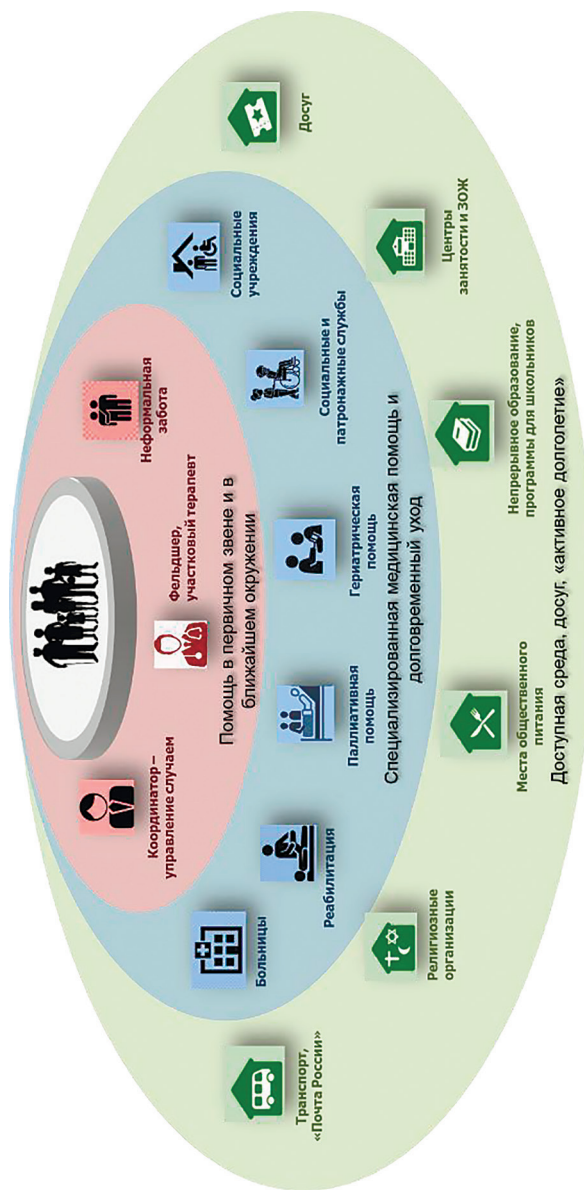 Координатор –
управление случаем
Фельдшер,
участковый терапевт
Неформальная
забота
Помощь в первичном звене и в
ближайшем окружении
Больницы
Реабилитация
Паллиативная
помощь
Гериатрическая
помощь
Социальные и
патронажные службы
Социальные
учреждения
Специализированная медицинская помощь и
долговременный уход
Транспорт,
«Почта России»
Религиозные
организации
Места общественного
питания
Непрерывное образование,
программы для школьников
Центры
занятости и ЗОЖ
Досуг
Доступная среда, досуг, «активное долголетие»